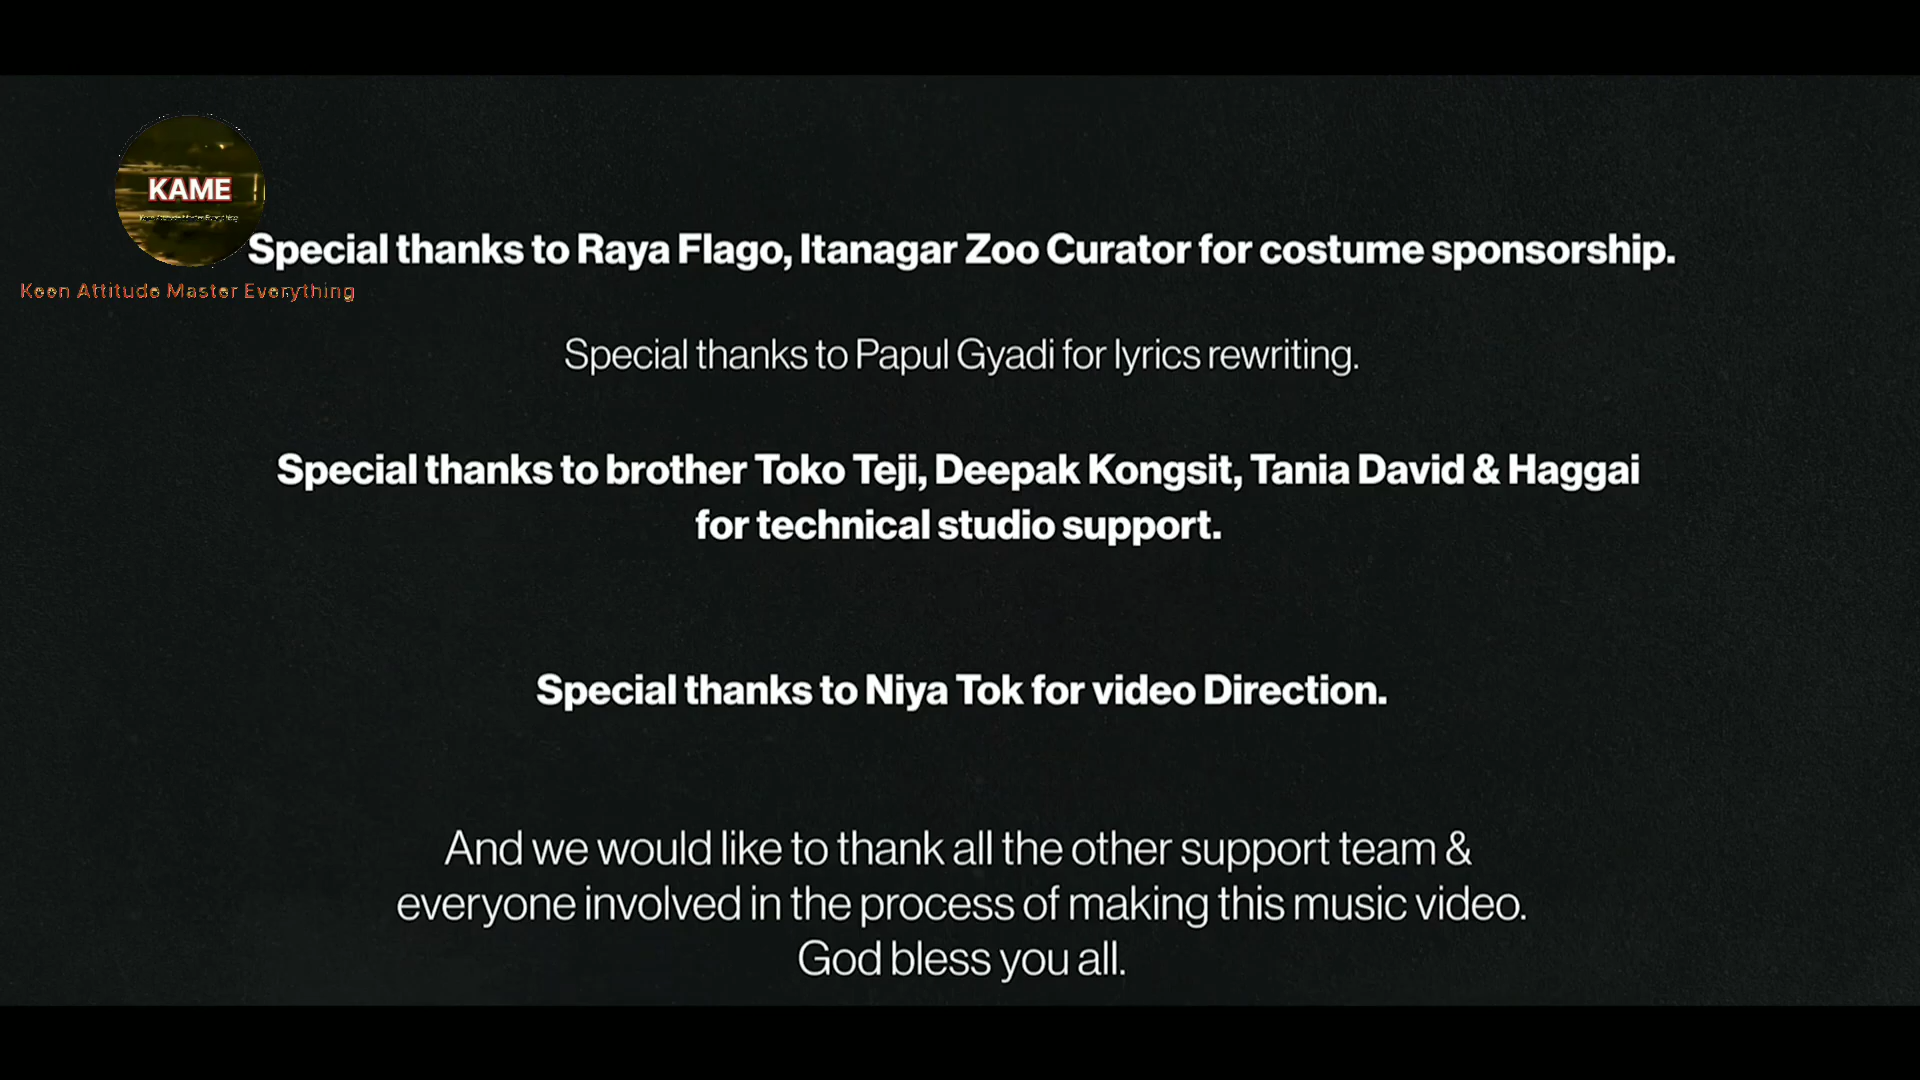 KAME
Special thanks to Raya Flago, Itanagar Zoo Curator for costume sponsorship.
Keen Attitude Master Everything
Special thanks to Papul Gyadi for lyrics rewriting.
Special thanks to brother Toko Teji, Deepak Kongsit, Tania David & Haggai
for technical studio support.
Special thanks to Niya Tok for video Direction.
And we would like to thank all the other support team &
everyone involved in the process of making this music video.
God bless you all.